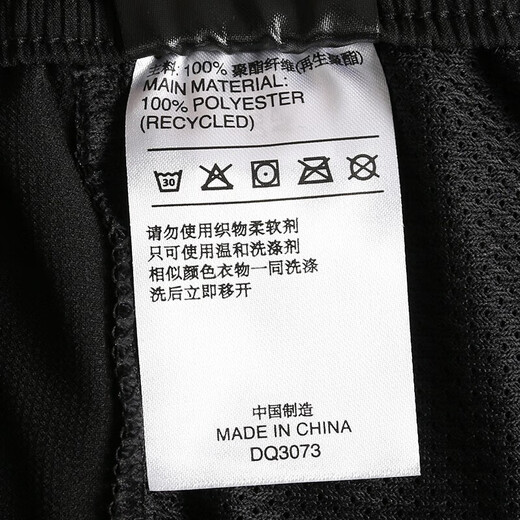 主料: 100% 聚酯纤维(再生聚酯)
MAIN MATERIAL:
100% POLYESTER
(RECYCLED)
30
请勿使用织物柔软剂
只可使用温和洗涤剂
相似颜色衣物一同洗涤
洗后立即移开
中国制造
MADE IN CHINA
DQ3073